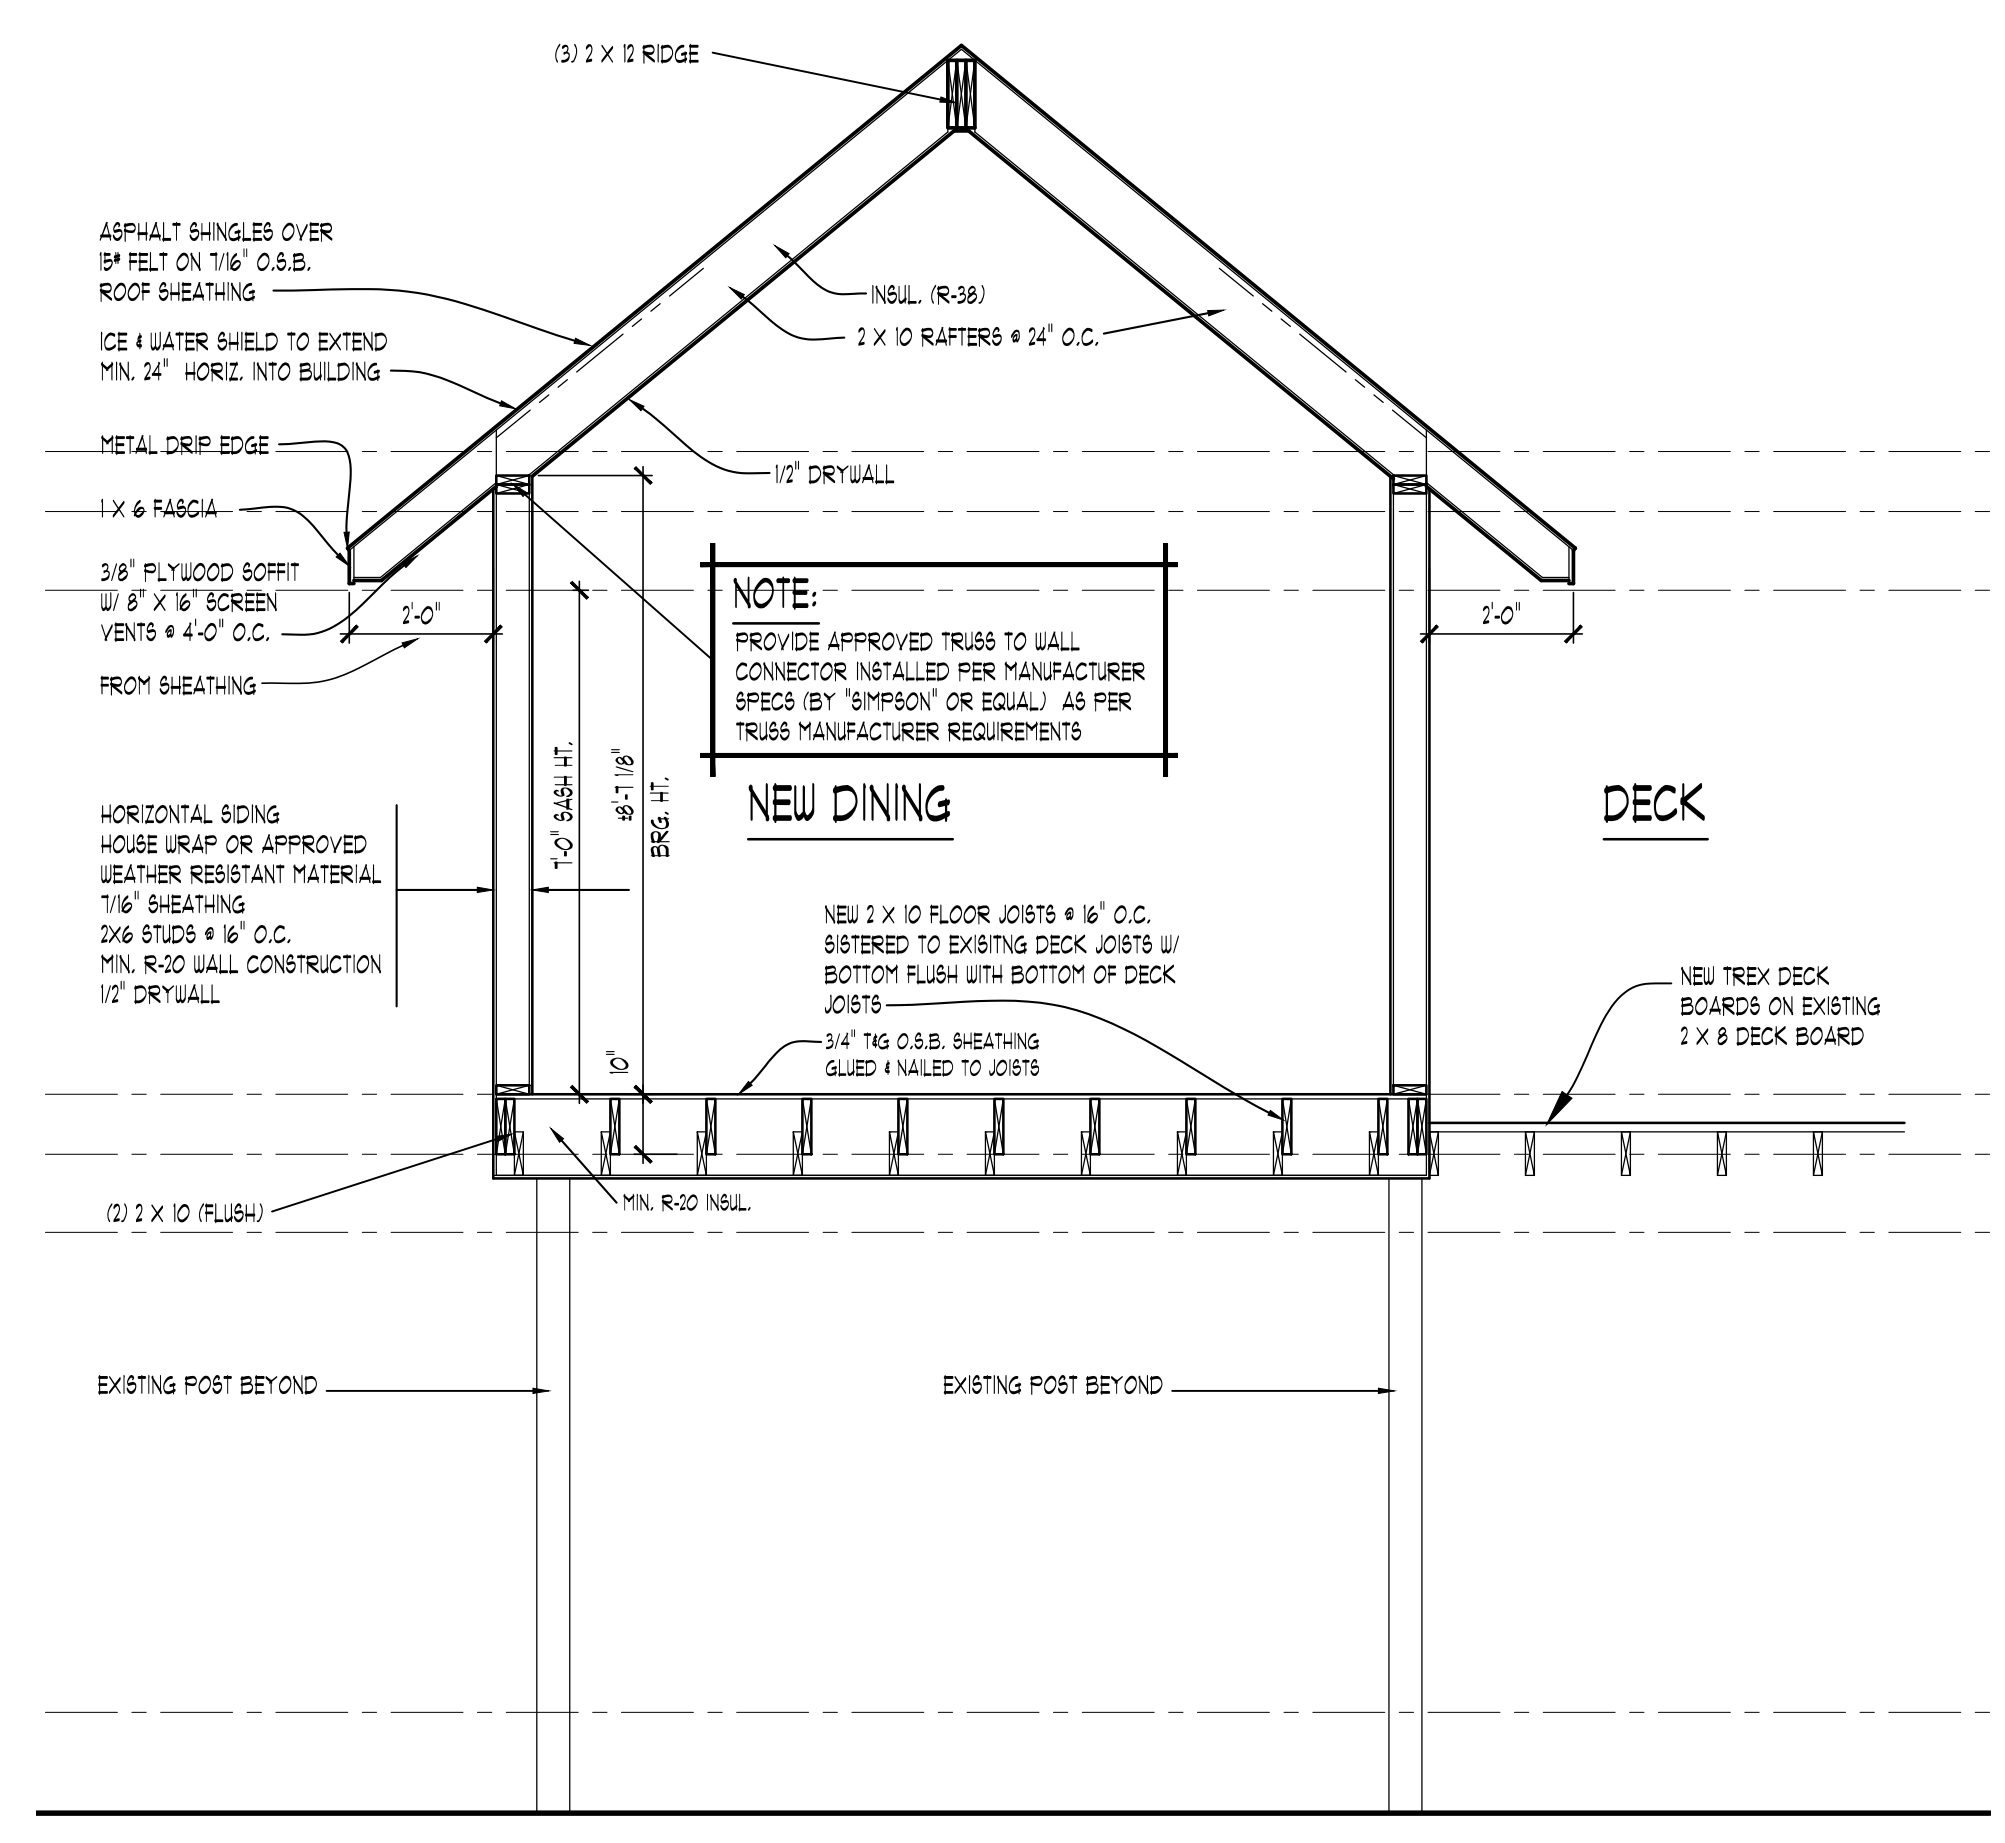 (3) 2 X 12 RIDGE
ASPHALT SHINGLES OVER
15# FELT ON 7/16" O.S.B.
ROOF SHEATHING
INSUL. (R-38)
2 X 10 RAFTERS @ 24" O.C.
ICE & WATER SHIELD TO EXTEND
MIN. 24" HORIZ. INTO BUILDING
METAL DRIP EDGE
1/2" DRYWALL
1 X 6 FASCIA
3/8" PLYWOOD SOFFIT
W/ 8" X 16" SCREEN
VENTS @ 4'-0" O.C.
2'-0"
2'-0"
FROM SHEATHING
NOTE:
PROVIDE APPROVED TRUSS TO WALL
CONNECTOR INSTALLED PER MANUFACTURER
SPECS (BY "SIMPSON" OR EQUAL) AS PER
TRUSS MANUFACTURER REQUIREMENTS
7'-0" SASH HT.
±8'-7 1/8"
BRG. HT.
NEW DINING
DECK
HORIZONTAL SIDING
HOUSE WRAP OR APPROVED
WEATHER RESISTANT MATERIAL
7/16" SHEATHING
2X6 STUDS @ 16" O.C.
MIN. R-20 WALL CONSTRUCTION
1/2" DRYWALL
NEW 2 X 10 FLOOR JOISTS @ 16" O.C.
SISTERED TO EXISITNG DECK JOISTS W/
BOTTOM FLUSH WITH BOTTOM OF DECK
JOISTS
3/4" T&G O.S.B. SHEATHING
GLUED & NAILED TO JOISTS
10"
NEW TREX DECK
BOARDS ON EXISTING
2 X 8 DECK BOARD
(2) 2 X 10 (FLUSH)
MIN. R-20 INSUL.
EXISTING POST BEYOND
EXISTING POST BEYOND